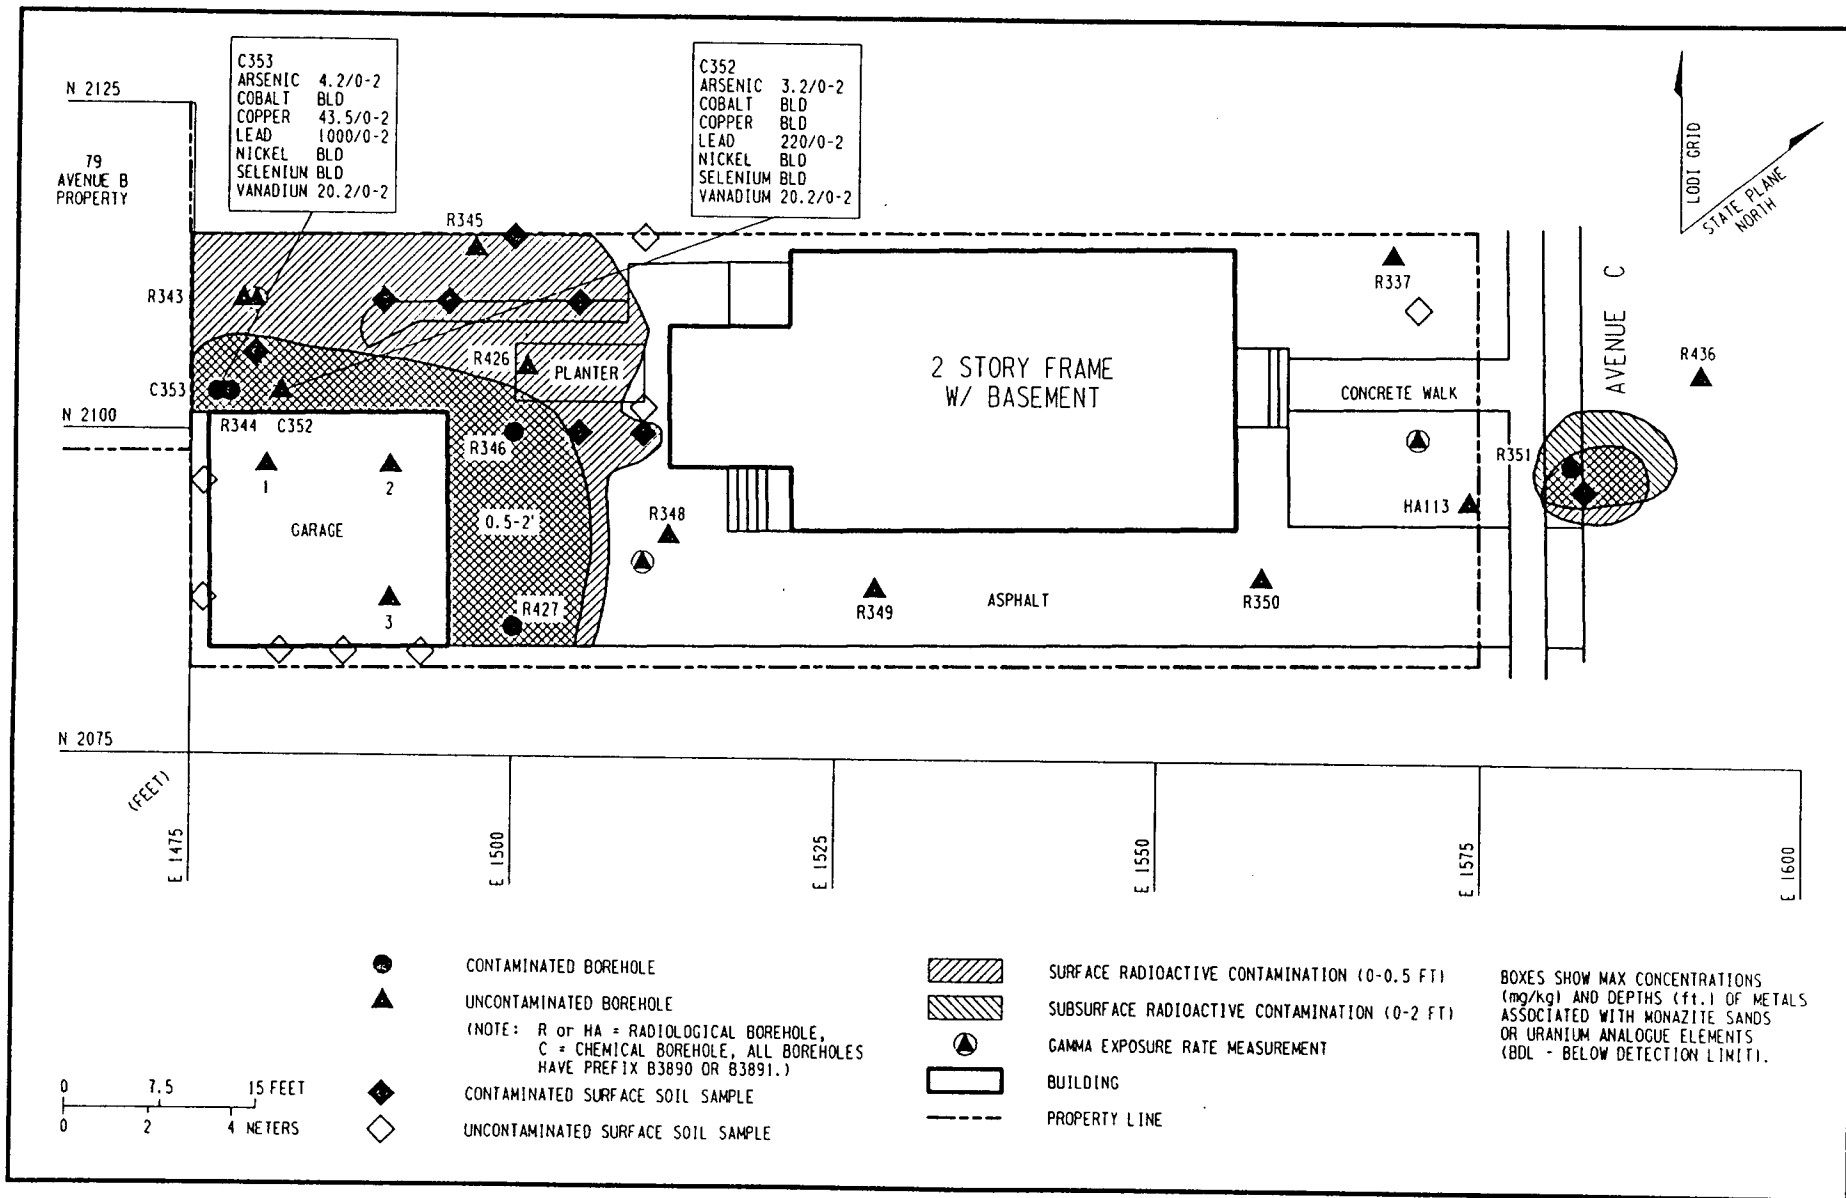 C353
ARSENIC 4.2/0-2
COBALT BLD
COPPER 43.5/0-2
LEAD 1000/0-2
NICKEL BLD
SELENIUM BLD
VANADIUM 20.2/0-2
C352
ARSENIC 3.2/0-2
COBALT BLD
COPPER BLD
LEAD 220/0-2
NICKEL BLD
SELENIUM BLD
VANADIUM 20.2/0-2
N 2125
79
AVENUE B
PROPERTY
LODI GRID
STATE PLANE
NORTH
R345
R343
R337
AVENUE C
R426
PLANTER
2 STORY FRAME
W/ BASEMENT
R436
C353
CONCRETE WALK
N 2100
R344
C352
R346
R351
1
2
GARAGE
0.5-2'
R348
HA113
3
R427
R349
ASPHALT
R350
N 2075
(FEET)
E 1475
E 1500
E 1525
E 1550
E 1575
E 1600
CONTAMINATED BOREHOLE
UNCONTAMINATED BOREHOLE
(NOTE: R or HA = RADIOLOGICAL BOREHOLE,
C = CHEMICAL BOREHOLE, ALL BOREHOLES
HAVE PREFIX B3890 OR B3891.)
CONTAMINATED SURFACE SOIL SAMPLE
UNCONTAMINATED SURFACE SOIL SAMPLE
0 7.5 15 FEET
0 2 4 METERS
SURFACE RADIOACTIVE CONTAMINATION (0-0.5 FT)
SUBSURFACE RADIOACTIVE CONTAMINATION (0-2 FT)
GAMMA EXPOSURE RATE MEASUREMENT
BUILDING
PROPERTY LINE
BOXES SHOW MAX CONCENTRATIONS
(mg/kg) AND DEPTHS (ft.) OF METALS
ASSOCIATED WITH MONAZITE SANDS
OR URANIUM ANALOGUE ELEMENTS
(BDL - BELOW DETECTION LIMIT).